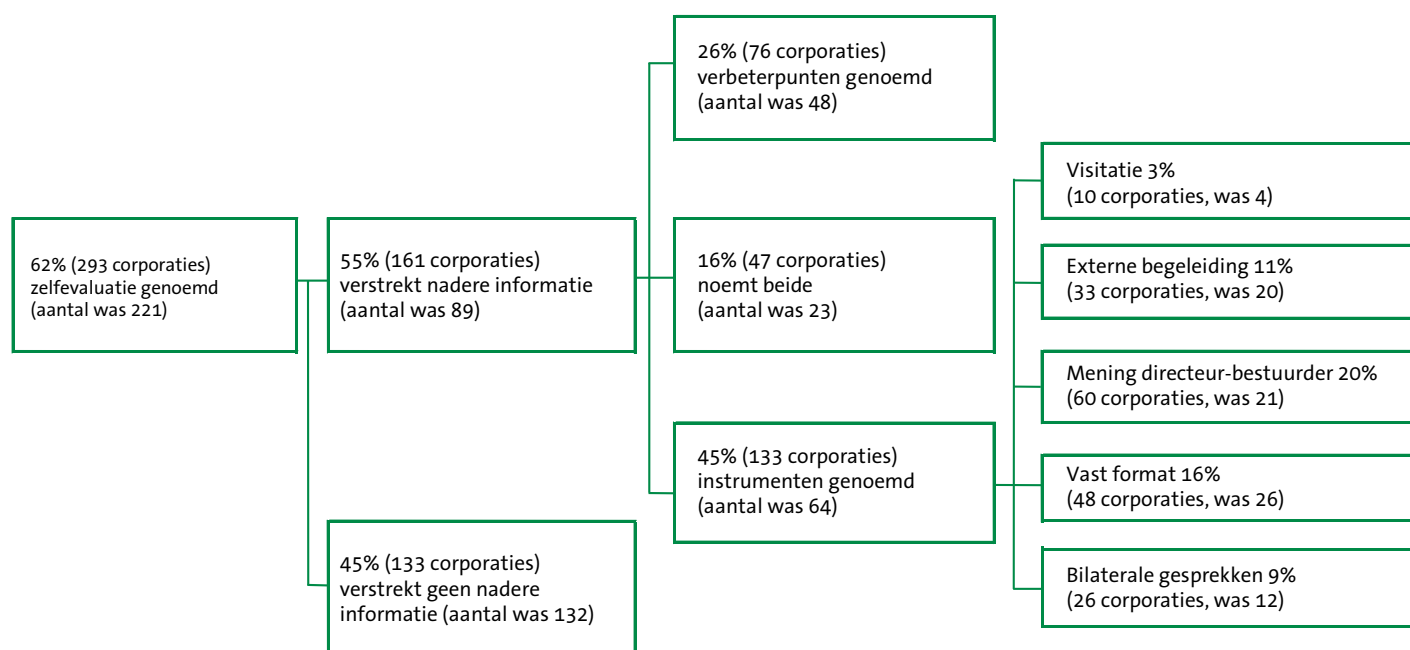 62% (293 corporaties)
zelfevaluatie genoemd
(aantal was 221)
55% (161 corporaties)
verstrekt nadere informatie
(aantal was 89)
45% (133 corporaties)
verstrekt geen nadere
informatie (aantal was 132)
26% (76 corporaties)
verbeterpunten genoemd
(aantal was 48)
16% (47 corporaties)
noemt beide
(aantal was 23)
45% (133 corporaties)
instrumenten genoemd
(aantal was 64)
Visitatie 3%
(10 corporaties, was 4)
Externe begeleiding 11%
(33 corporaties, was 20)
Mening directeur-bestuurder 20%
(60 corporaties, was 21)
Vast format 16%
(48 corporaties, was 26)
Bilaterale gesprekken 9%
(26 corporaties, was 12)